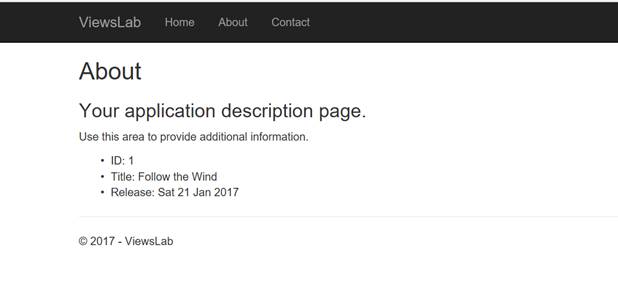 ViewsLab Home About Contact
About
Your application description page.
Use this area to provide additional information.
• ID: 1
• Title: Follow the Wind
• Release: Sat 21 Jan 2017
© 2017 - ViewsLab